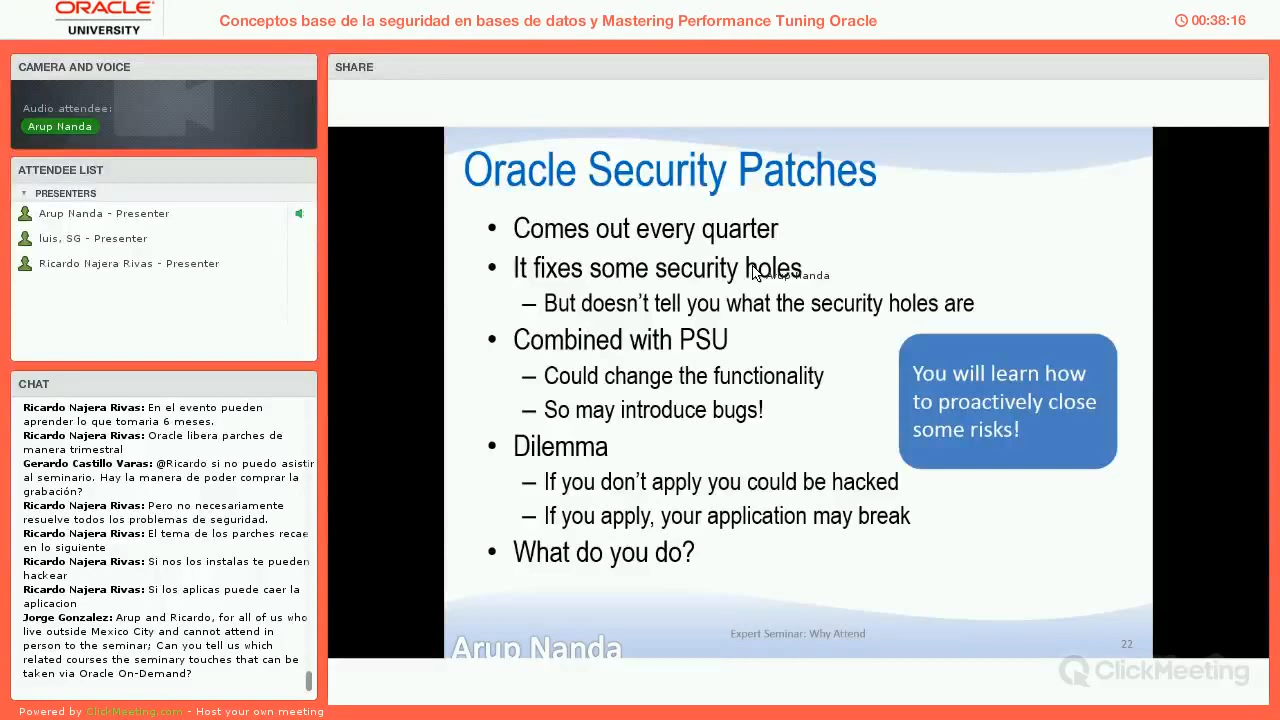 ORACLE
UNIVERSITY
Conceptos base de la seguridad en bases de datos y Mastering Performance Tuning Oracle
00:38:16
CAMERA AND VOICE
Audio attendee:
Arup Nanda
ATTENDEE LIST
PRESENTERS
Arup Nanda - Presenter
luis, SG - Presenter
Ricardo Najera Rivas - Presenter
CHAT
Ricardo Najera Rivas: En el evento pueden
aprender lo que tomaria 6 meses.
Ricardo Najera Rivas: Oracle libera parches de
manera trimestral
Gerardo Castillo Varas: @Ricardo si no puedo asistir
al seminario. Hay la manera de poder comprar la
grabación?
Ricardo Najera Rivas: Pero no necesariamente
resuelve todos los problemas de seguridad.
Ricardo Najera Rivas: El tema de los parches recae
en lo siguiente
Ricardo Najera Rivas: Si nos los instalas te pueden
hackear
Ricardo Najera Rivas: Si los aplicas puede caer la
aplicacion
Jorge Gonzalez: Arup and Ricardo, for all of us who
live outside Mexico City and cannot attend in
person to the seminar; Can you tell us which
related courses the seminary touches that can be
taken via Oracle On-Demand?
SHARE
Oracle Security Patches
• Comes out every quarter
• It fixes some security holes
Arup Nanda
– But doesn't tell you what the security holes are
• Combined with PSU
– Could change the functionality
– So may introduce bugs!
• Dilemma
– If you don't apply you could be hacked
– If you apply, your application may break
• What do you do?
You will learn how
to proactively close
some risks!
Expert Seminar: Why Attend
22
Arup Nanda
ClickMeeting
Powered by ClickMeeting.com - Host your own meeting